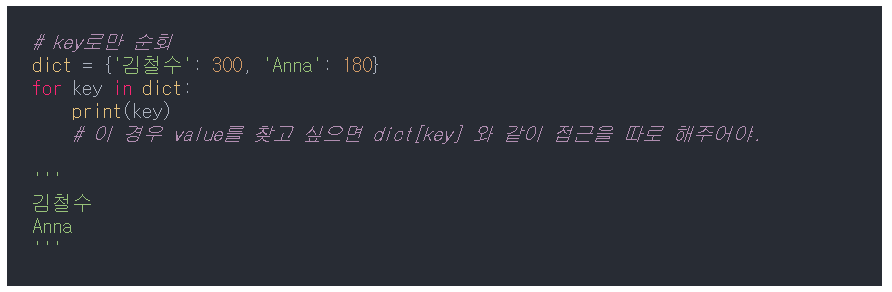 # key로만 순회
dict = {'김철수': 300, 'Anna': 180}
for key in dict:
    print(key)
    # 이 경우 value를 찾고 싶으면 dict[key] 와 같이 접근을 따로 해주어야.
'''
김철수
Anna
'''